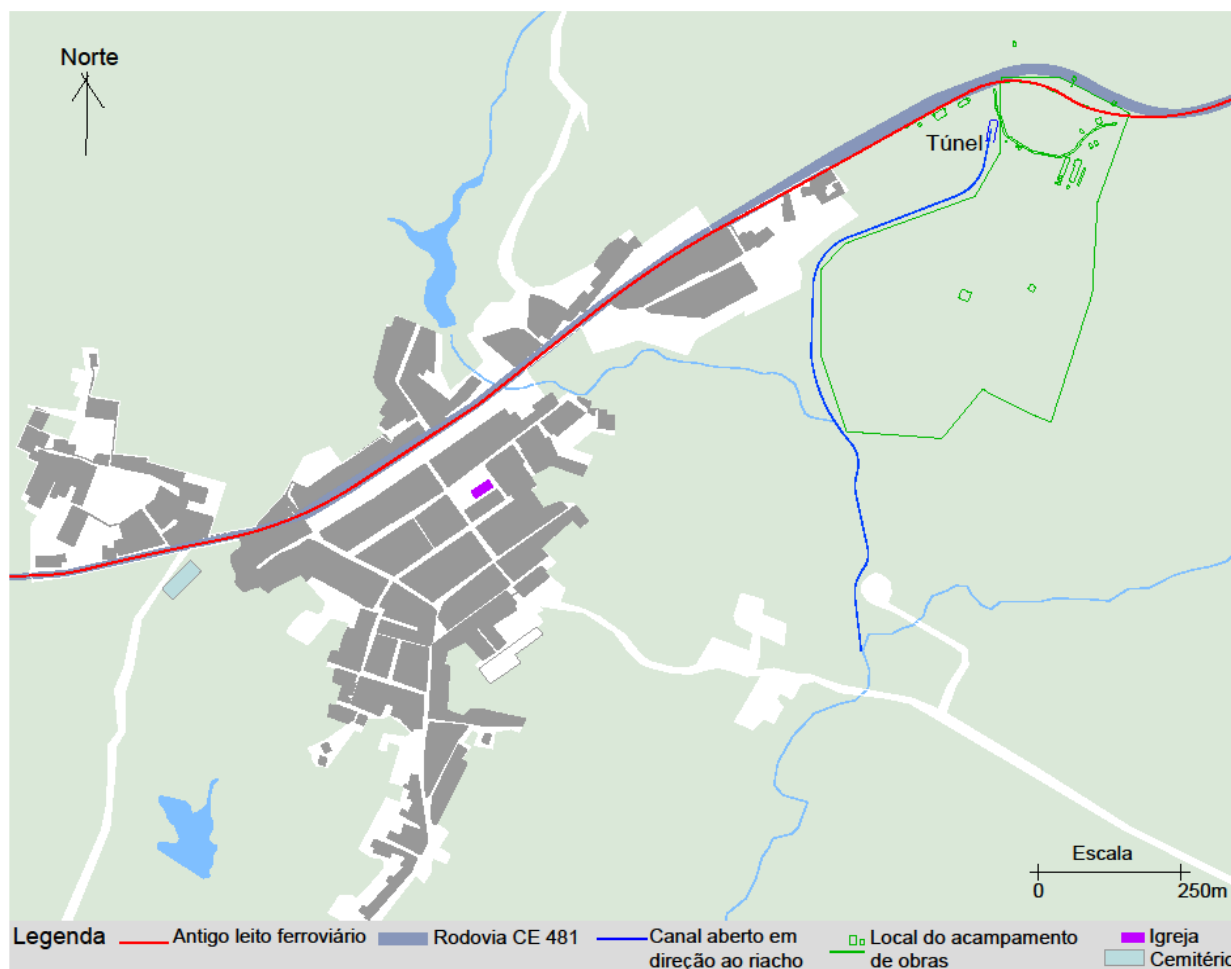 Norte
Túnel
Escala
0 250m
Legenda
Antigo leito ferroviário
Rodovia CE 481
Canal aberto em
direção ao riacho
Local do acampamento
de obras
Igreja
Cemitério